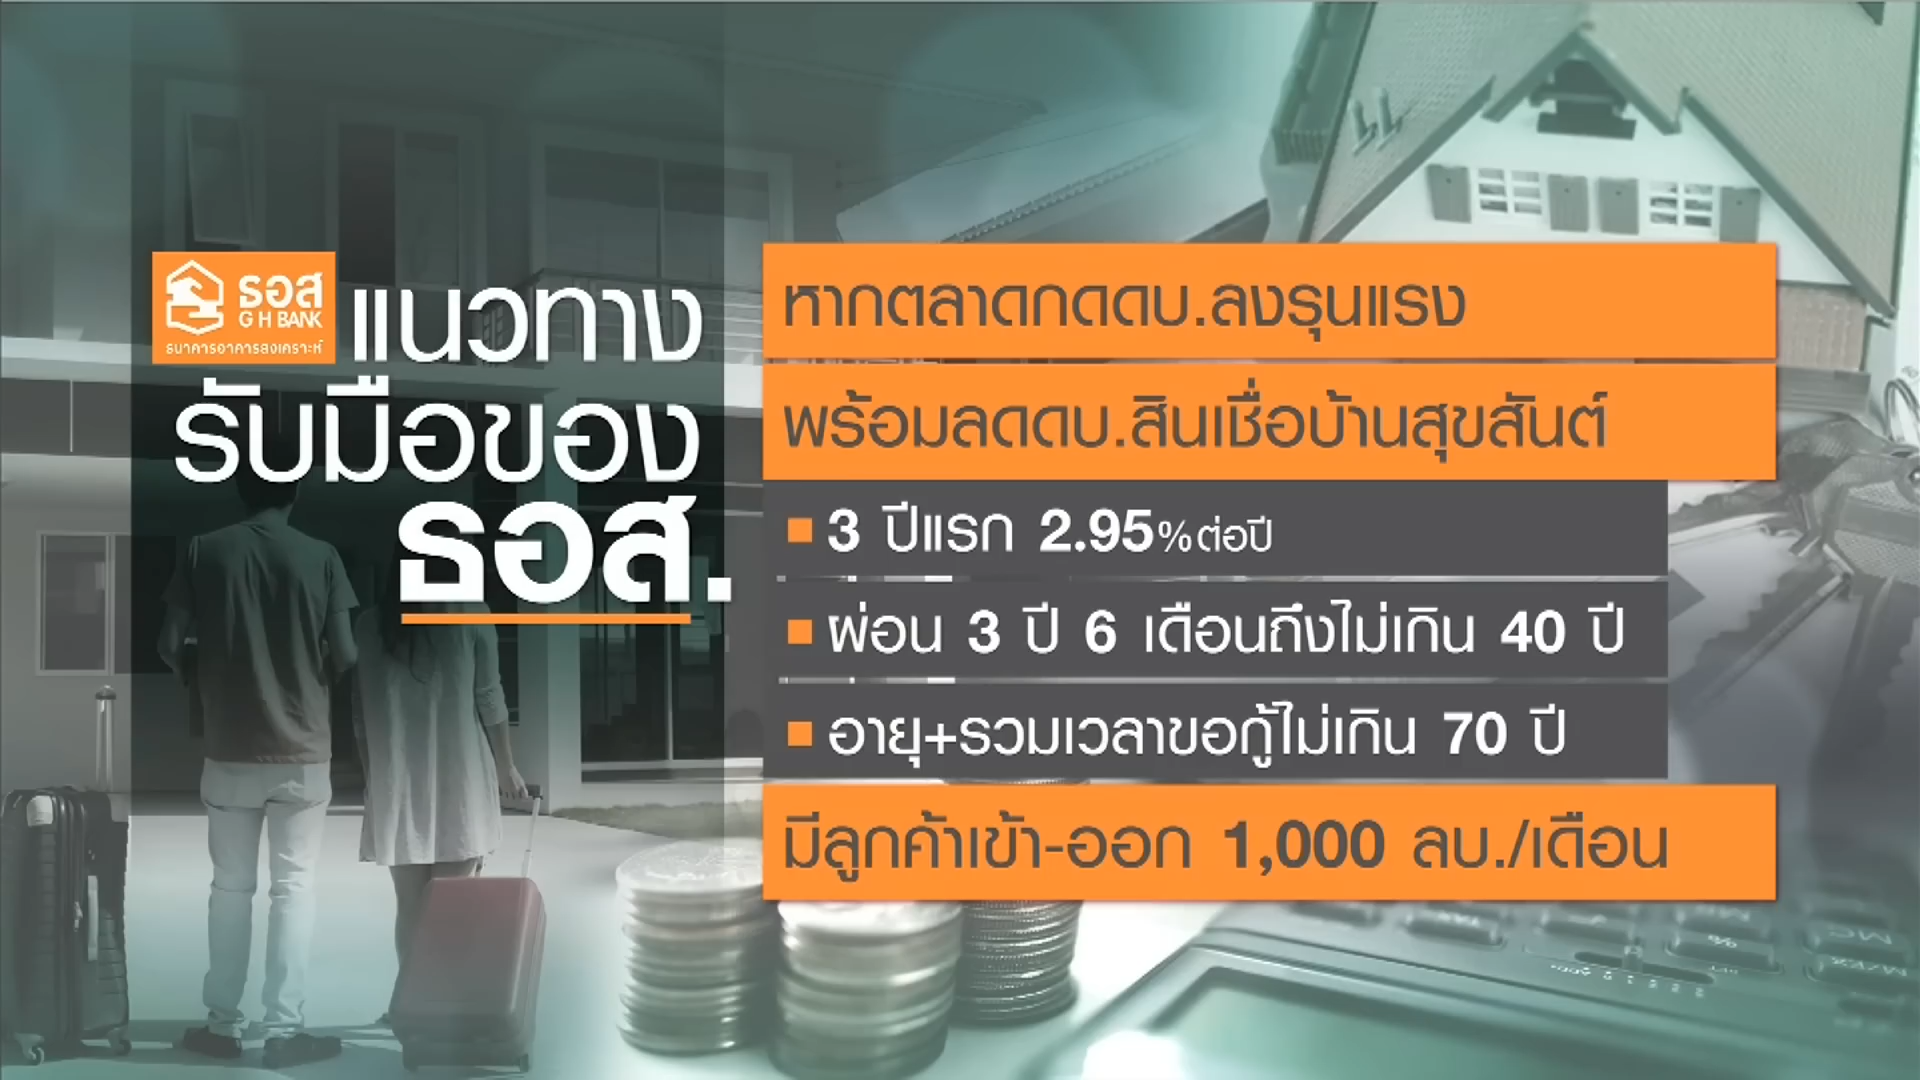 ธอส
G H BANK
ธนาคารอาคารสงเคราะห์
แนวทาง
รับมือของ
ธอส.
หากตลาดกดดบ.ลงรุนแรง
พร้อมลดดบ.สินเชื่อบ้านสุขสันต์
3 ปีแรก 2.95% ต่อปี
ผ่อน 3 ปี 6 เดือนถึงไม่เกิน 40 ปี
อายุ+รวมเวลาขอกู้ไม่เกิน 70 ปี
มีลูกค้าเข้า-ออก 1,000 ลบ./เดือน